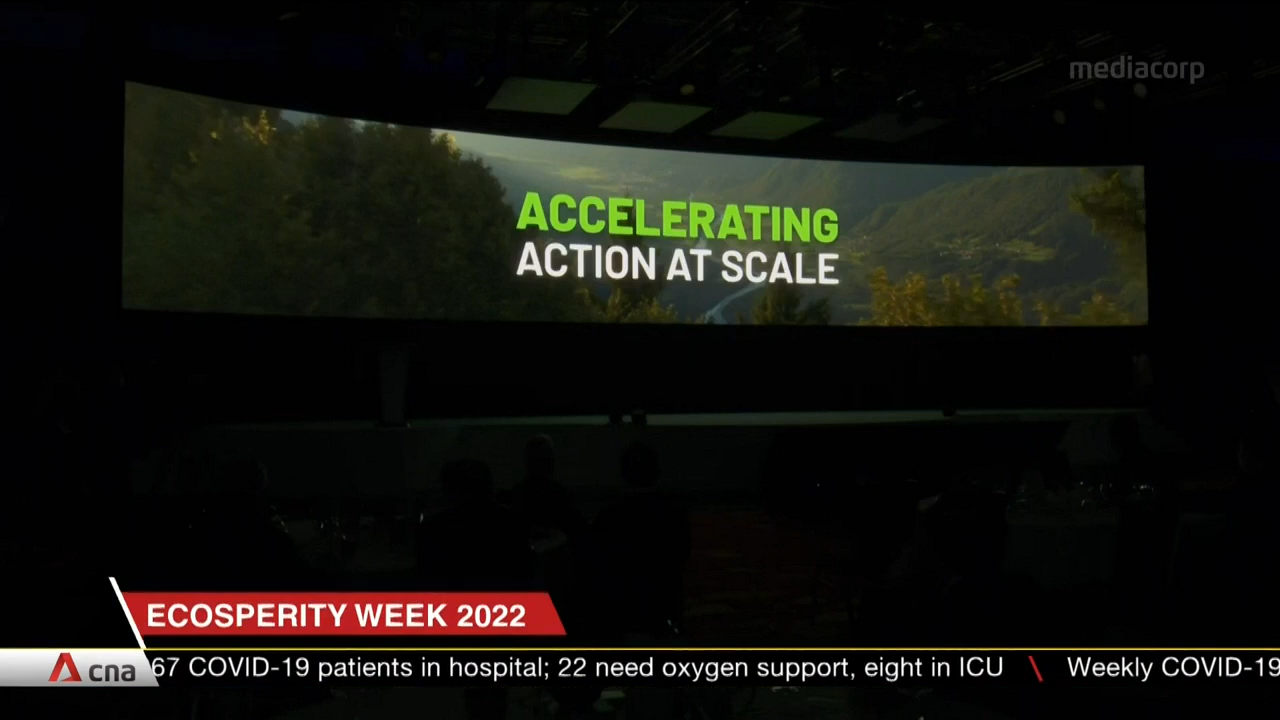 mediacorp
ACCELERATING
ACTION AT SCALE
ECOSPERITY WEEK 2022
cna
67 COVID-19 patients in hospital; 22 need oxygen support, eight in ICU \ Weekly COVID-19